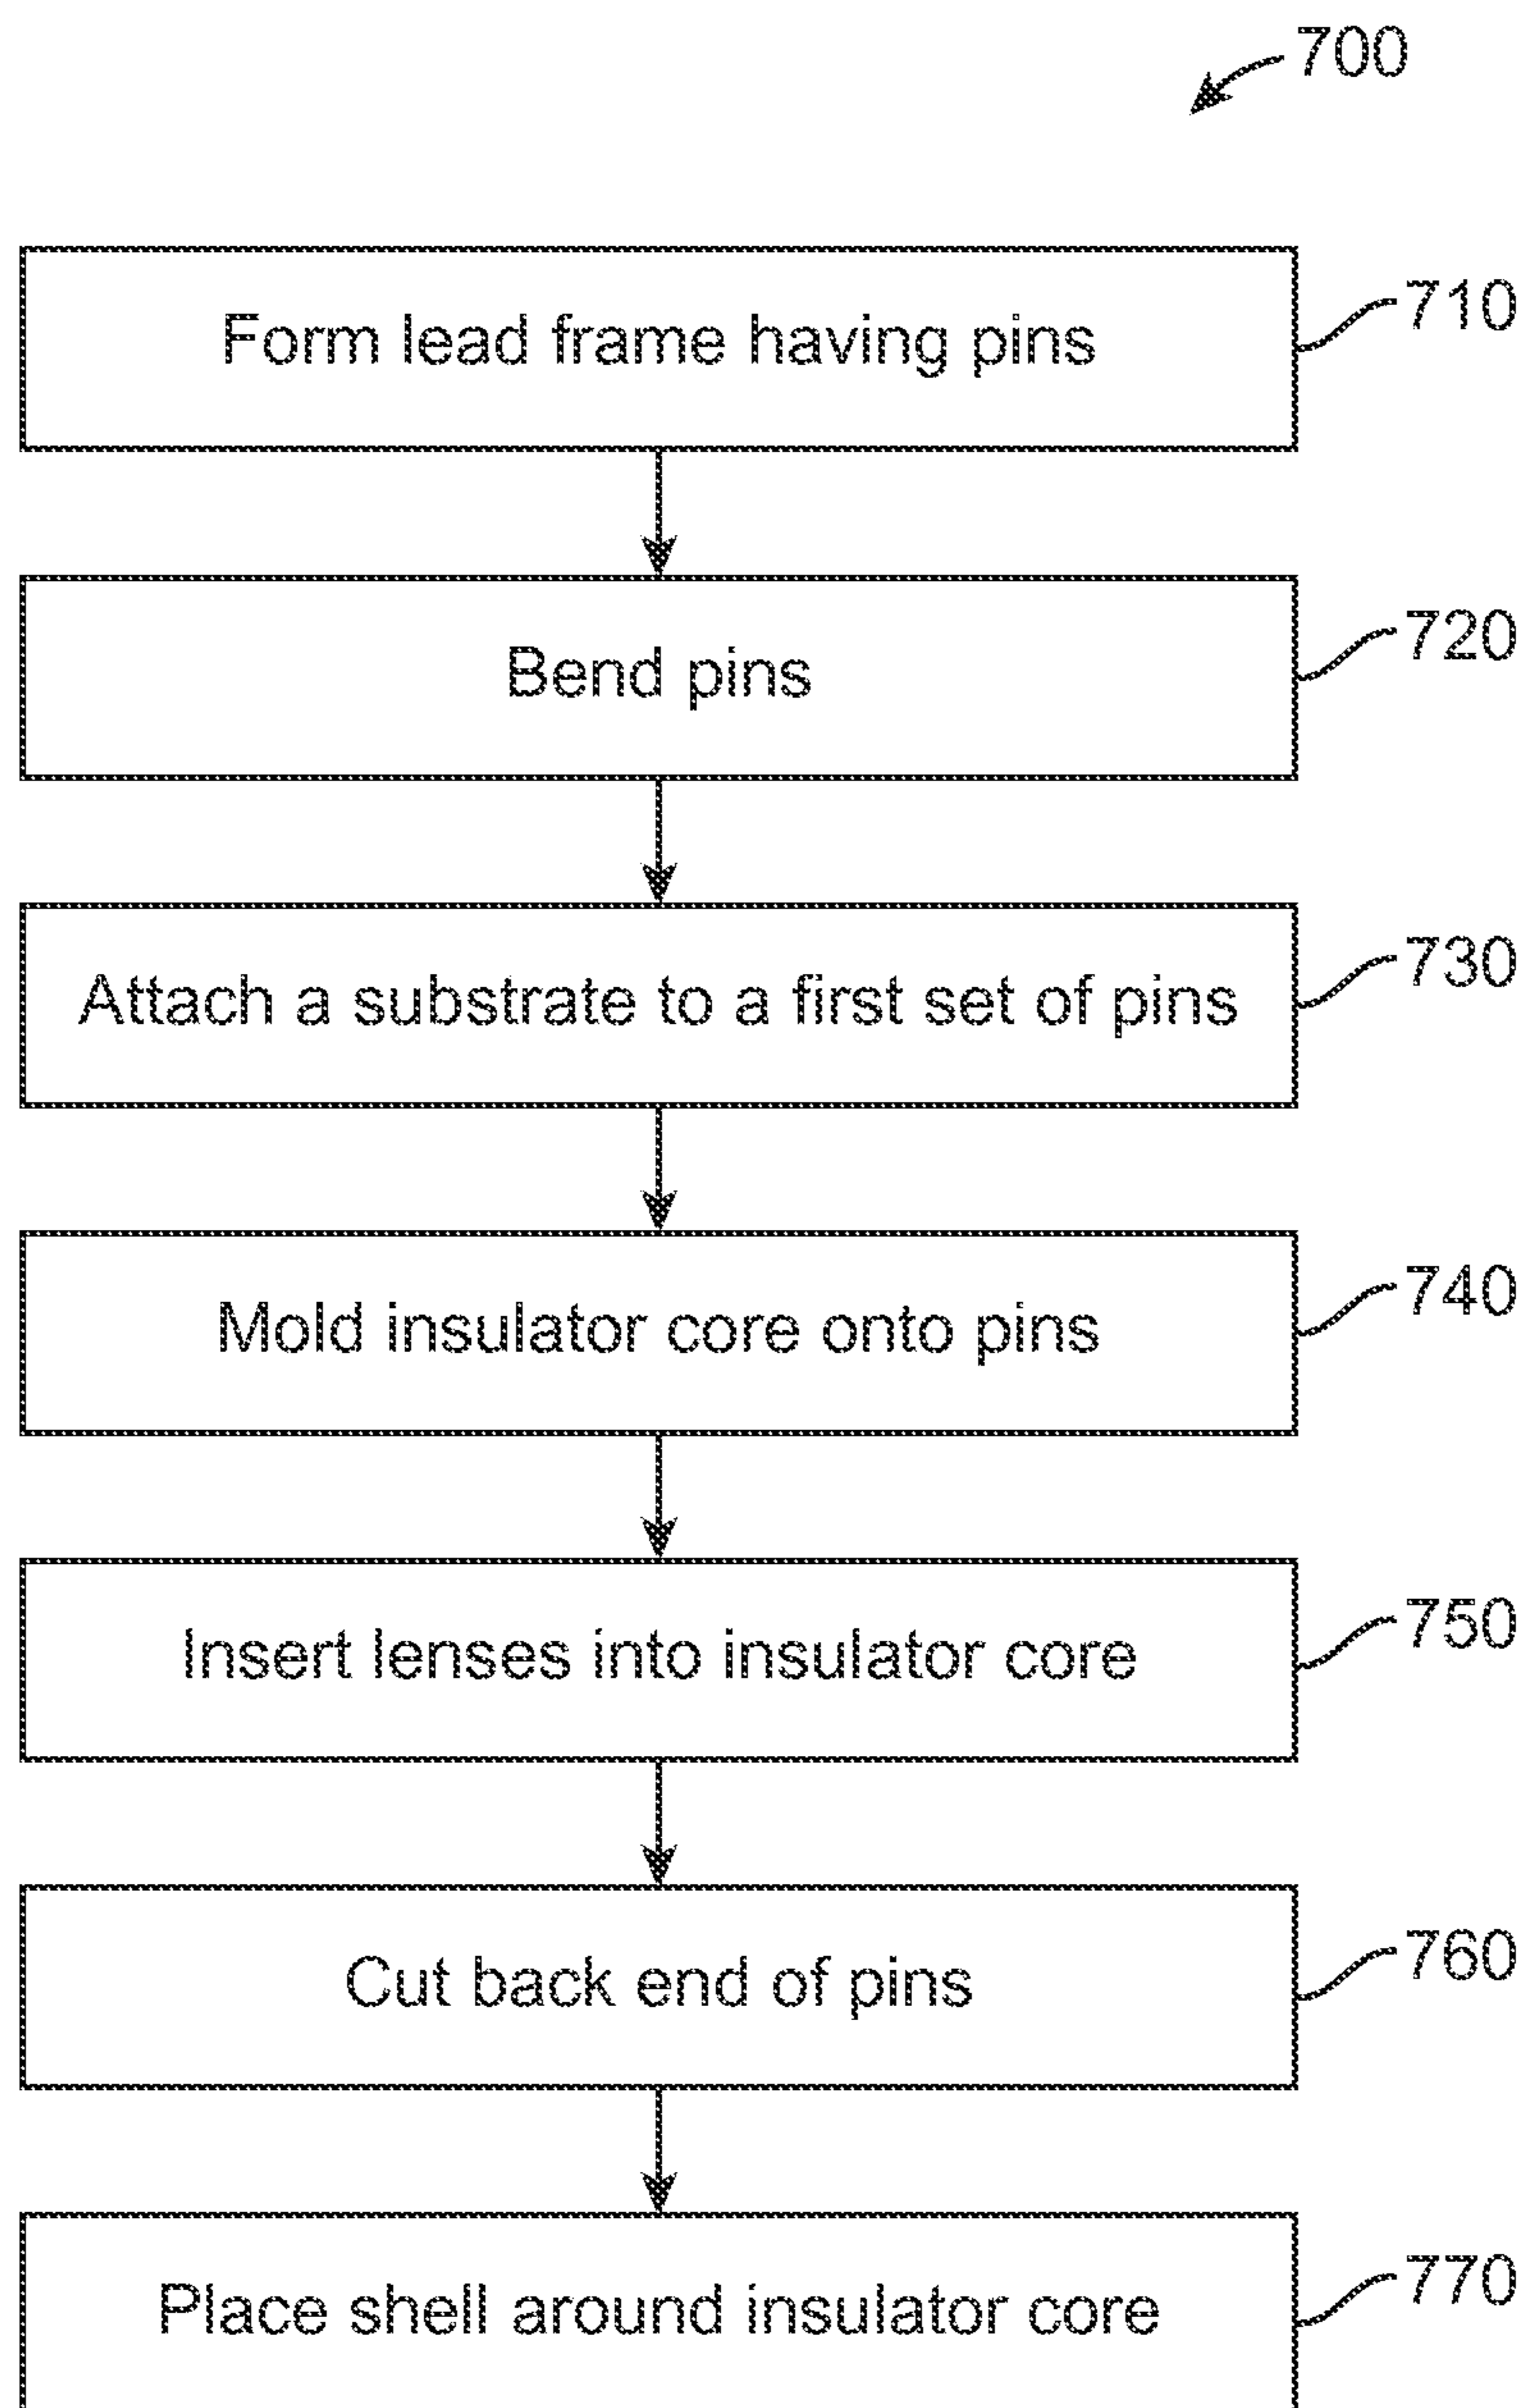 700
Form lead frame having pins
710
Bend pins
720
Attach a substrate to a first set of pins
730
Mold insulator core onto pins
740
Insert lenses into insulator core
750
Cut back end of pins
760
Place shell around insulator core
770